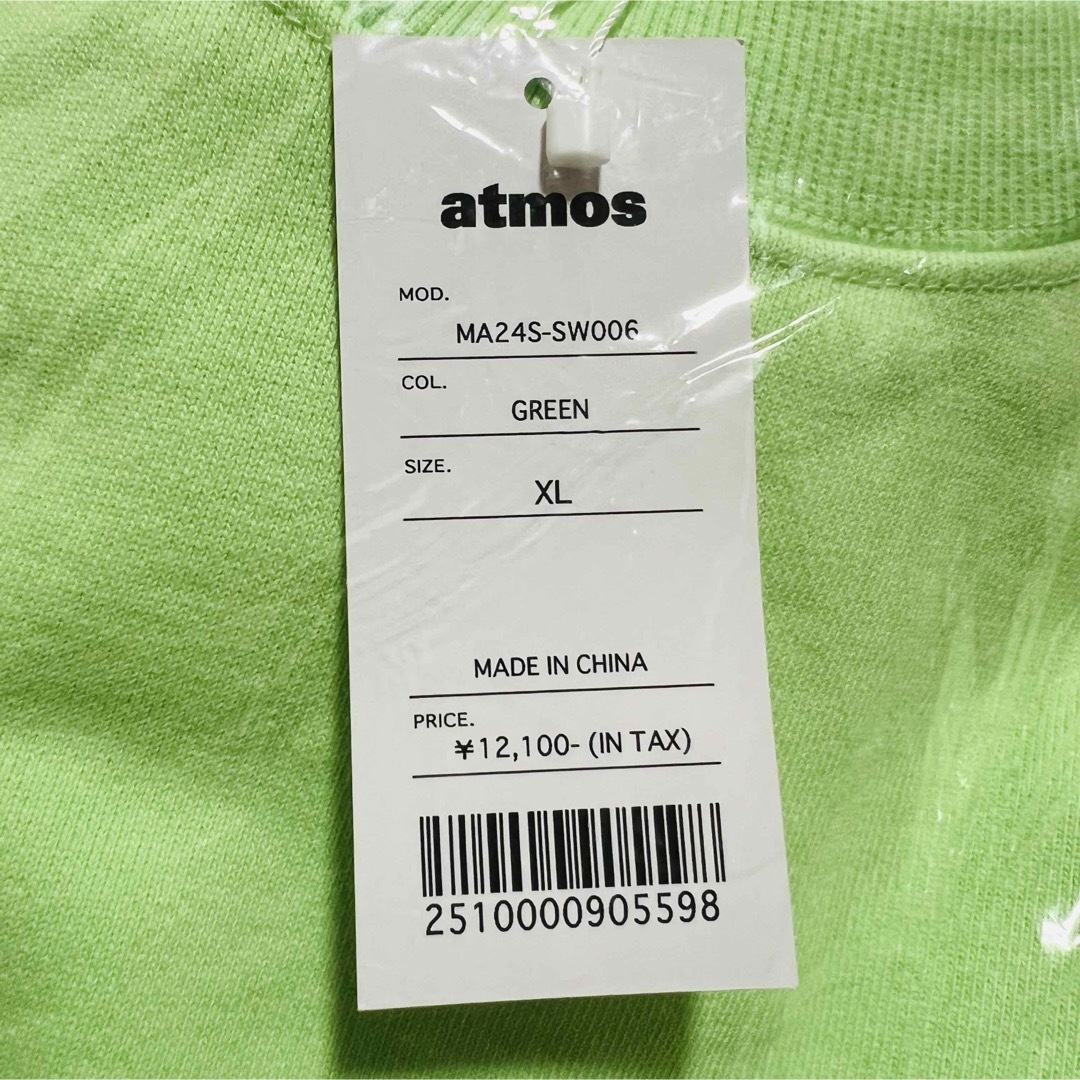 atmos
MOD.
MA24S-SW006
COL.
GREEN
SIZE.
XL
MADE IN CHINA
PRICE.
¥12,100- (IN TAX)
2510000905598